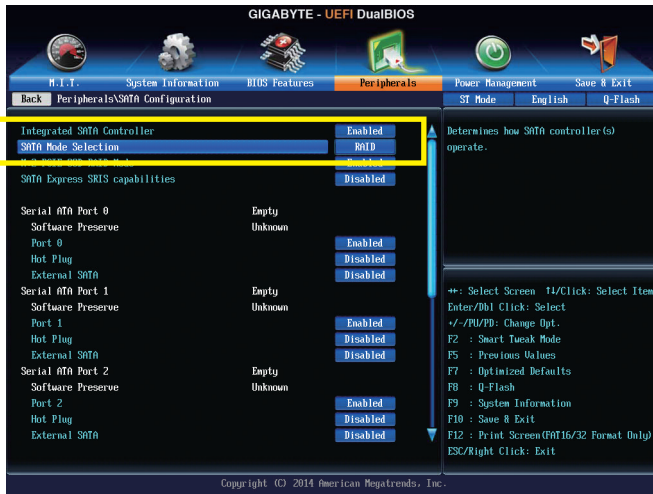 GIGABYTE - UEFI DualBIOS
M.I.T. System Information BIOS Features Peripherals Power Management Save & Exit
Back Peripherals\SATA Configuration ST Mode English Q-Flash
Integrated SATA Controller Enabled
SATA Mode Selection RAID
SATA Express SRIS capabilities Disabled
Serial ATA Port 0 Empty
Software Preserve Unknown
Port 0 Enabled
Hot Plug Disabled
External SATA Disabled
Serial ATA Port 1 Empty
Software Preserve Unknown
Port 1 Enabled
Hot Plug Disabled
External SATA Disabled
Serial ATA Port 2 Empty
Software Preserve Unknown
Port 2 Enabled
Hot Plug Disabled
External SATA Disabled
Determines how SATA controller(s)
operate.
→←: Select Screen ↑↓/Click: Select Item
Enter/Dbl Click: Select
+/-/PU/PD: Change Opt.
F2 : Smart Tweak Mode
F5 : Previous Values
F7 : Optimized Defaults
F8 : Q-Flash
F9 : System Information
F10 : Save & Exit
F12 : Print Screen(FAT16/32 Format Only)
ESC/Right Click: Exit
Copyright (C) 2014 American Megatrends, Inc.